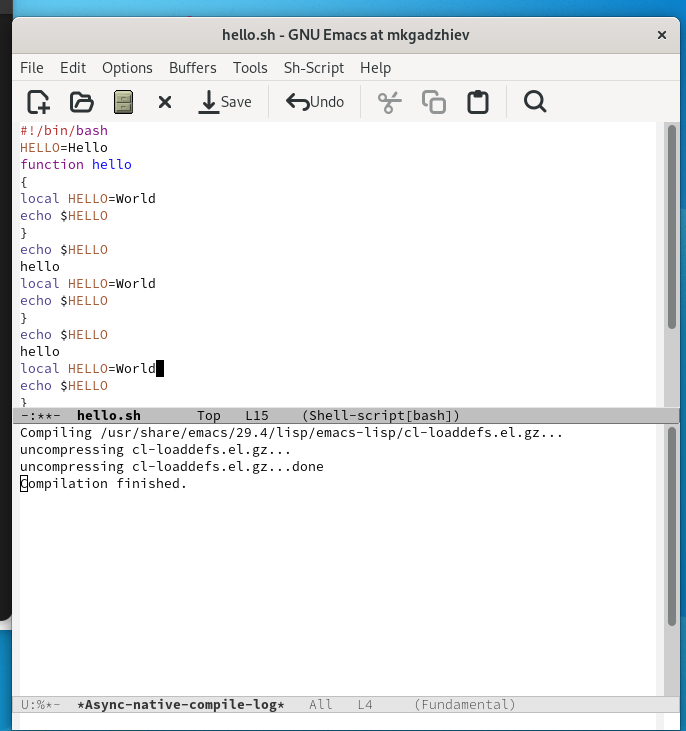 hello.sh - GNU Emacs at mkgadzhiev
File Edit Options Buffers Tools Sh-Script Help
Save Undo
#!/bin/bash
HELLO=Hello
function hello
{
local HELLO=World
echo $HELLO
}
echo $HELLO
hello
local HELLO=World
echo $HELLO
}
echo $HELLO
hello
local HELLO=World
echo $HELLO
}
-:**- hello.sh Top L15 (Shell-script[bash])
Compiling /usr/share/emacs/29.4/lisp/emacs-lisp/cl-loaddefs.el.gz...
uncompressing cl-loaddefs.el.gz...
uncompressing cl-loaddefs.el.gz...done
Compilation finished.
U:%*- *Async-native-compile-log* All L4 (Fundamental)